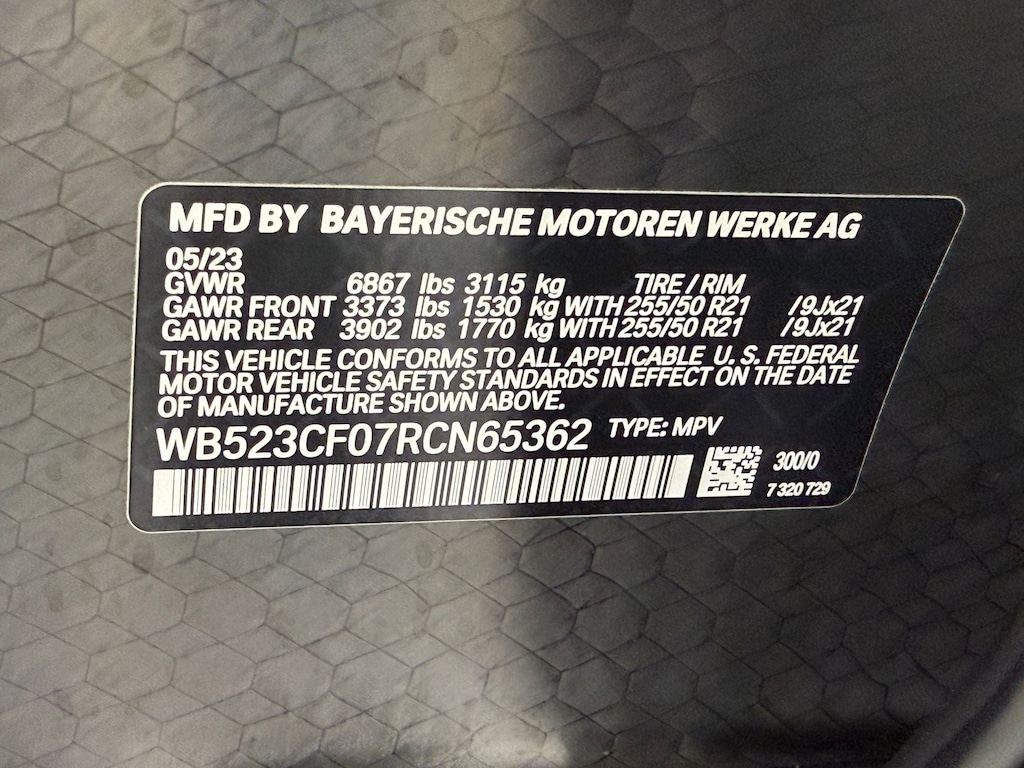 MFD BY BAYERISCHE MOTOREN WERKE AG
05/23
GVWR 6867 lbs 3115 kg TIRE / RIM
GAWR FRONT 3373 lbs 1530 kg WITH 255/50 R21 /9Jx21
GAWR REAR 3902 lbs 1770 kg WITH 255/50 R21 /9Jx21
THIS VEHICLE CONFORMS TO ALL APPLICABLE U. S. FEDERAL
MOTOR VEHICLE SAFETY STANDARDS IN EFFECT ON THE DATE
OF MANUFACTURE SHOWN ABOVE.
WB523CF07RCN65362 TYPE: MPV
300/0
7 320 729